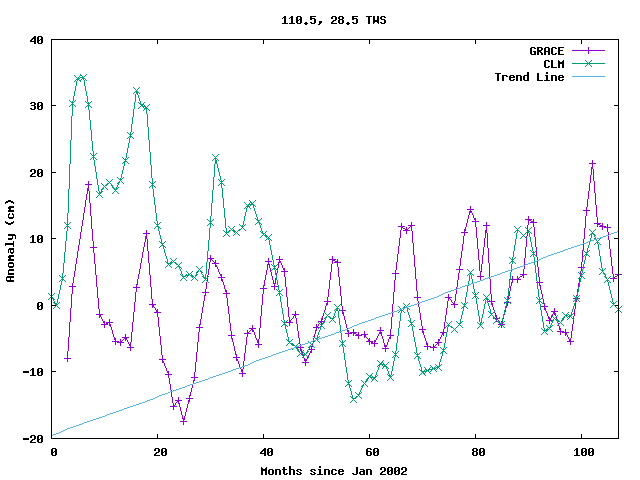 110.5, 28.5 TWS
GRACE
CLM
Trend Line
40
30
20
10
0
-10
-20
Anomaly (cm)
0 20 40 60 80 100
Months since Jan 2002